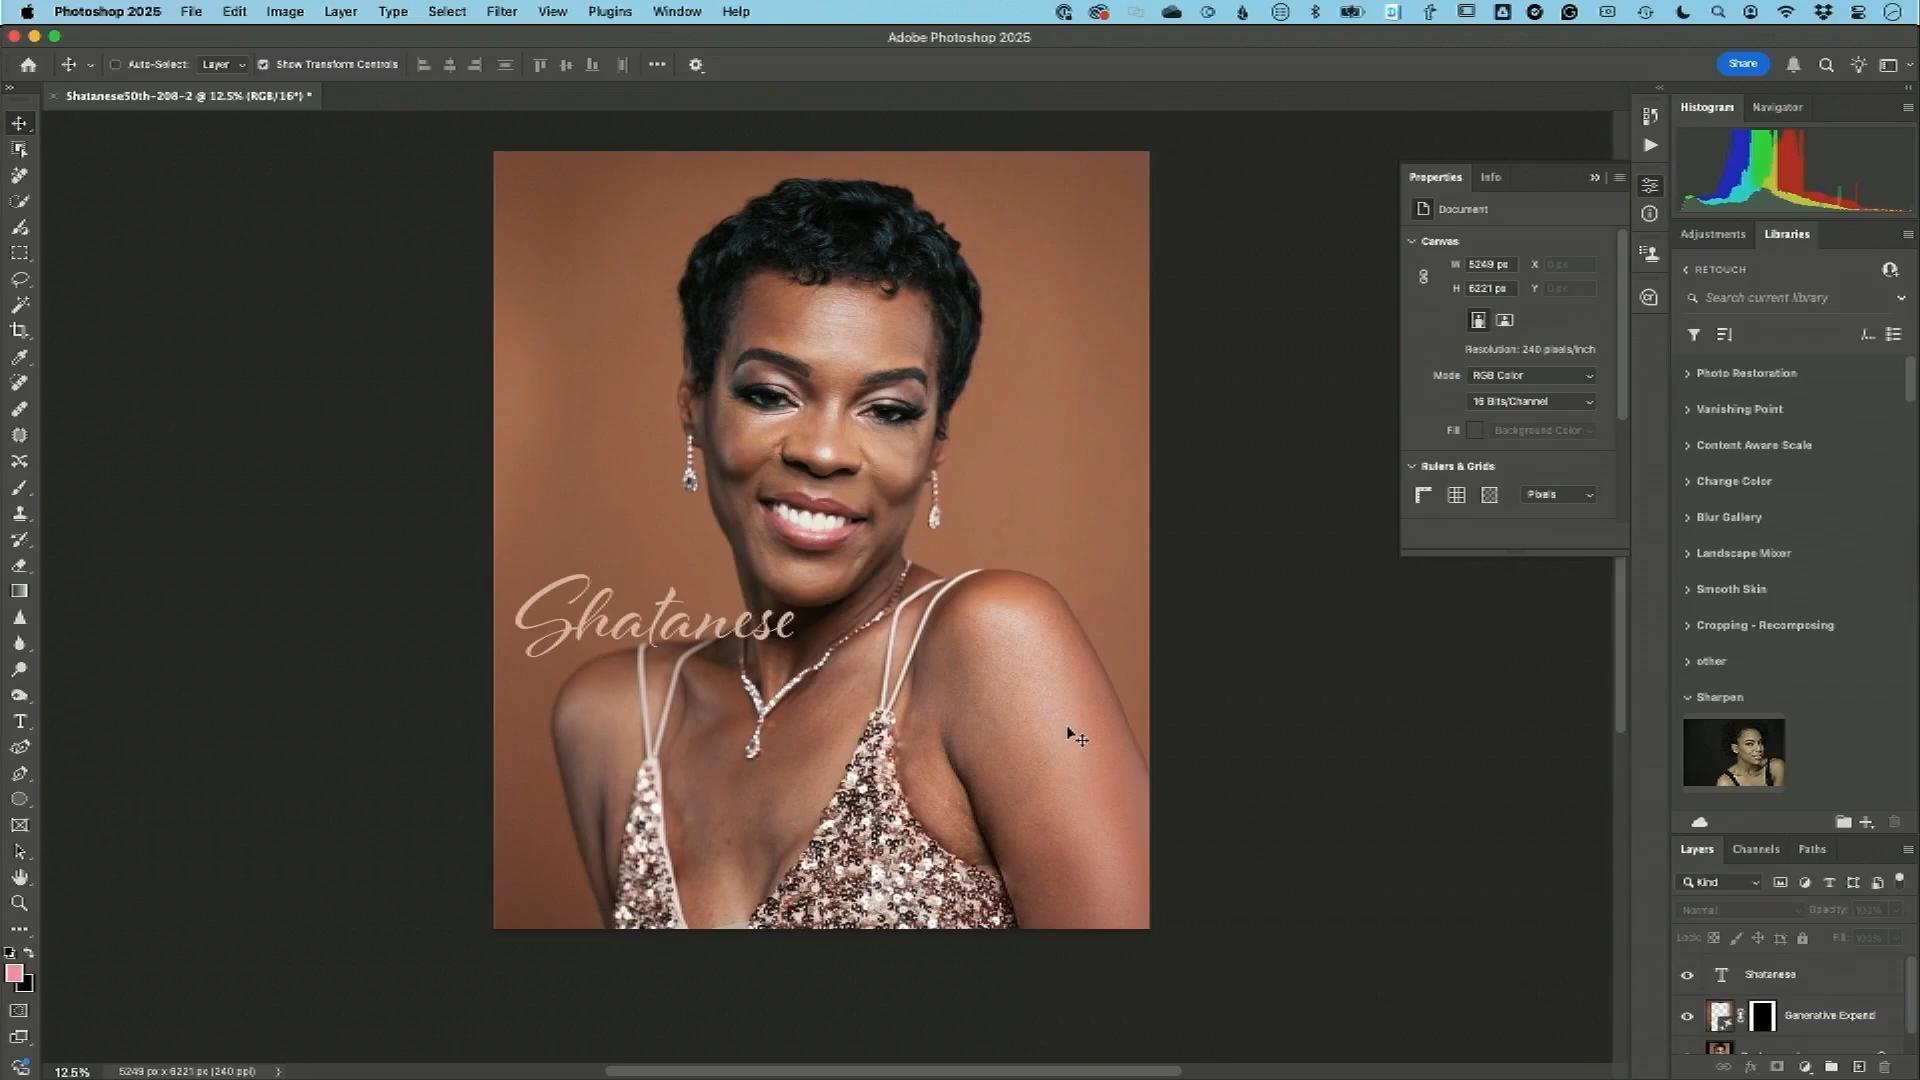 Photoshop 2025 File Edit Image Layer Type Select Filter View Plugins Window Help
Adobe Photoshop 2025
Auto-Select: Layer Show Transform Controls Share
Shatanese50th-208-2 @ 12.5% (RGB/16*) *
Histogram Navigator
Properties Info
Document
Canvas
W 5249 px X 0 px
H 6221 px Y 0 px
Resolution: 240 pixels/inch
Mode RGB Color
16 Bits/Channel
Fill Background Color
Rulers & Grids
Pixels
Adjustments Libraries
RETOUCH
Search current library
Photo Restoration
Vanishing Point
Content Aware Scale
Change Color
Blur Gallery
Landscape Mixer
Smooth Skin
Cropping - Recomposing
other
Sharpen
Shatanese
Layers Channels Paths
Kind
Normal Opacity: 100%
Lock: Fill: 100%
Shatanese
Generative Expand
12.5% 5249 px x 6221 px (240 ppi)